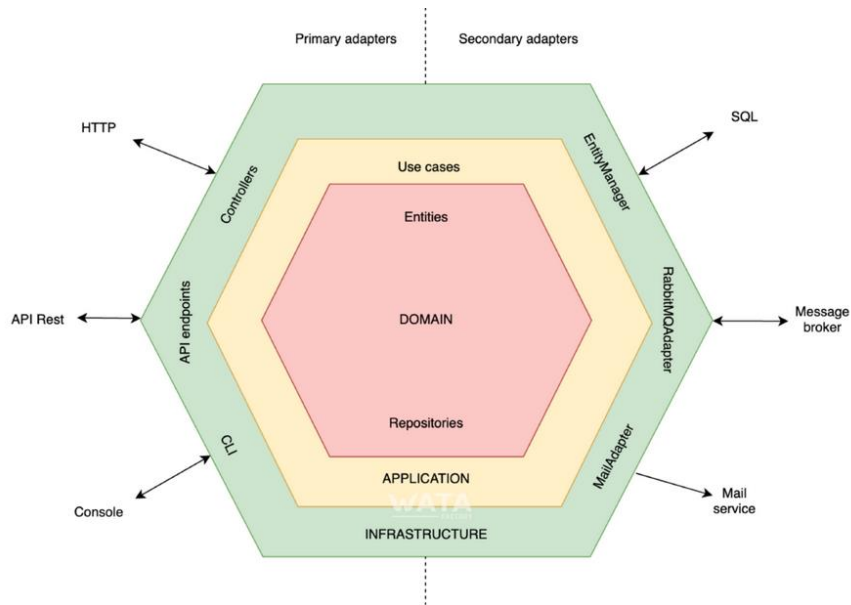 Primary adapters
Secondary adapters
HTTP
SQL
Controllers
EntityManager
Use cases
Entities
API Rest
API endpoints
DOMAIN
RabbitMQAdapter
Message
broker
Repositories
CLI
MailAdapter
APPLICATION
Console
Mail
service
WATA
INFRASTRUCTURE